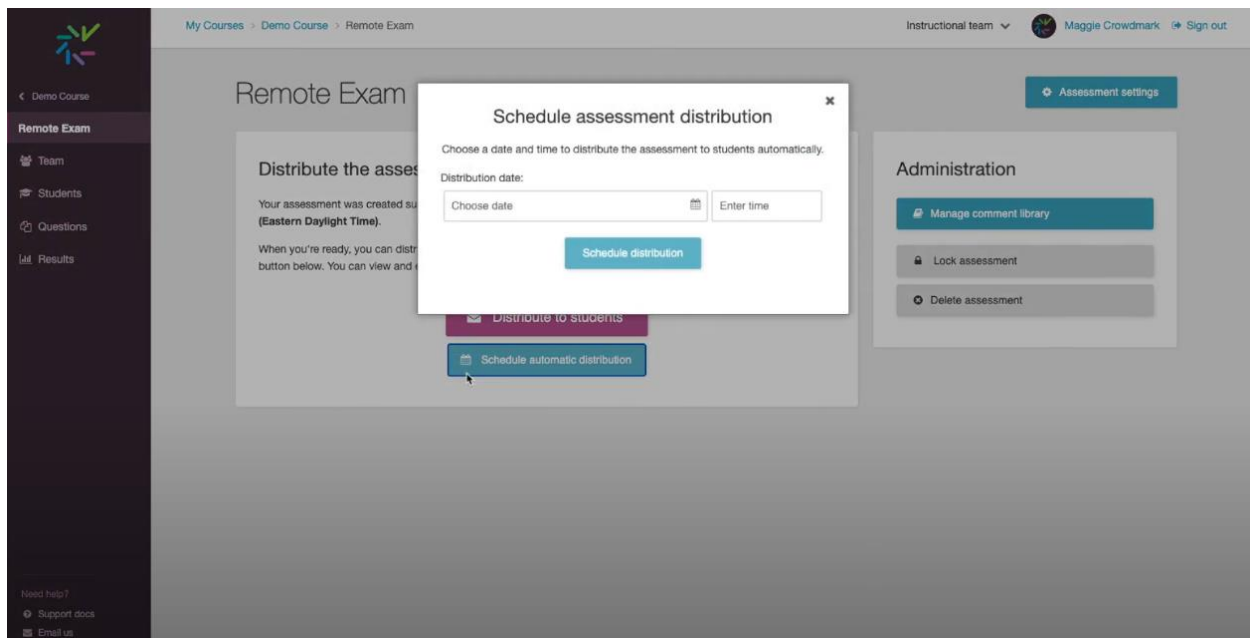 My Courses > Demo Course > Remote Exam
Instructional team
Maggie Crowdmark
Sign out
Demo Course
Remote Exam
Team
Students
Questions
Results
Need help?
Support docs
Email us
Remote Exam
Assessment settings
Distribute the asses
Your assessment was created su
(Eastern Daylight Time).
When you're ready, you can distr
button below. You can view and e
Distribute to students
Schedule automatic distribution
Schedule assessment distribution
Choose a date and time to distribute the assessment to students automatically.
Distribution date:
Choose date
Enter time
Schedule distribution
Administration
Manage comment library
Lock assessment
Delete assessment